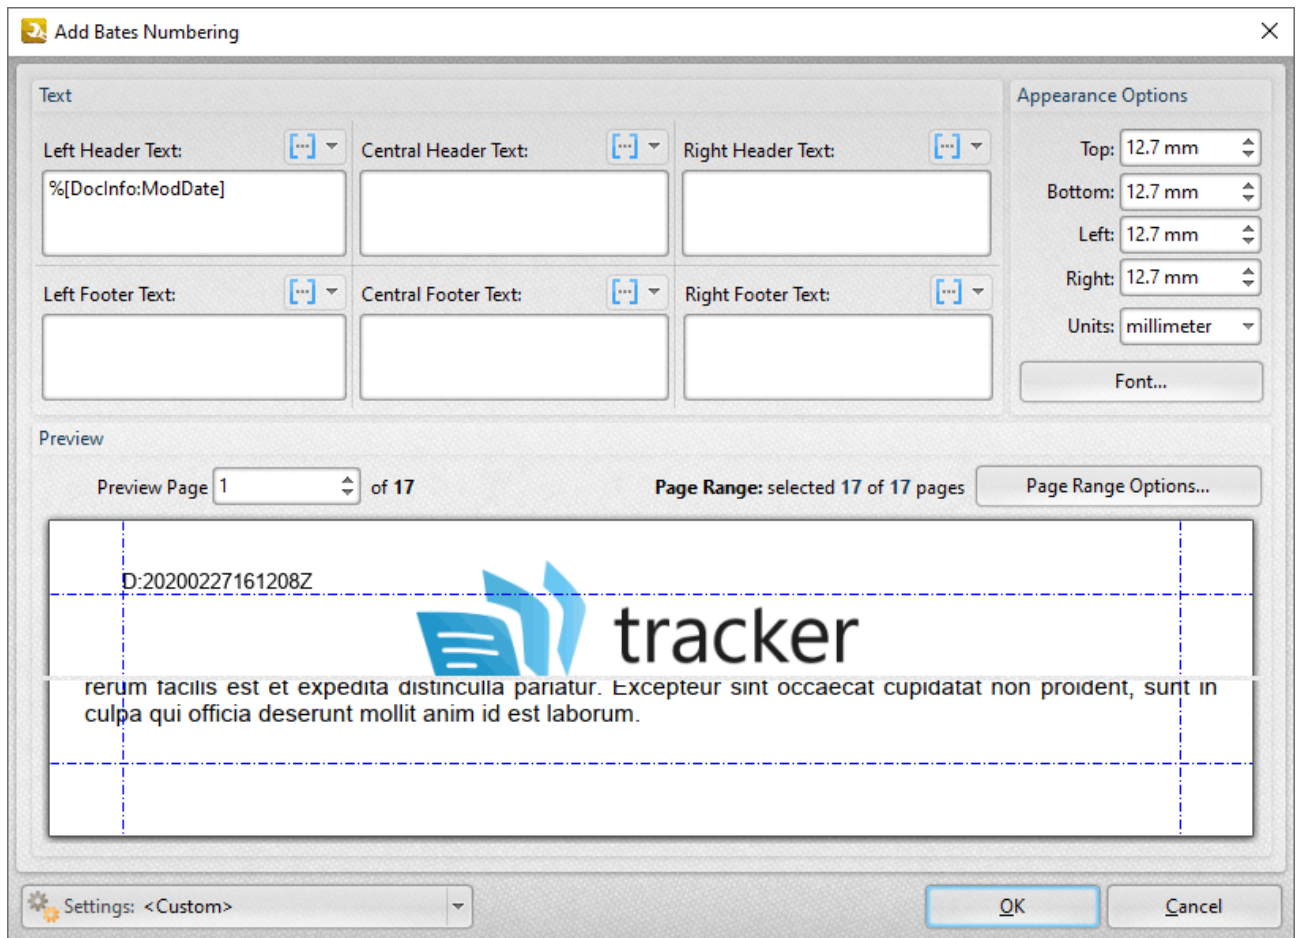 Add Bates Numbering
Text
Appearance Options
Left Header Text:
Central Header Text:
Right Header Text:
Top: 12.7 mm
%[DocInfo:ModDate]
Bottom: 12.7 mm
Left: 12.7 mm
Right: 12.7 mm
Left Footer Text:
Central Footer Text:
Right Footer Text:
Units: millimeter
Font...
Preview
Preview Page 1 of 17
Page Range: selected 17 of 17 pages
Page Range Options...
D:20200227161208Z
tracker
rerum facilis est et expedita distinculla pariatur. Excepteur sint occaecat cupidatat non proident, sunt in
culpa qui officia deserunt mollit anim id est laborum.
Settings: <Custom>
OK
Cancel